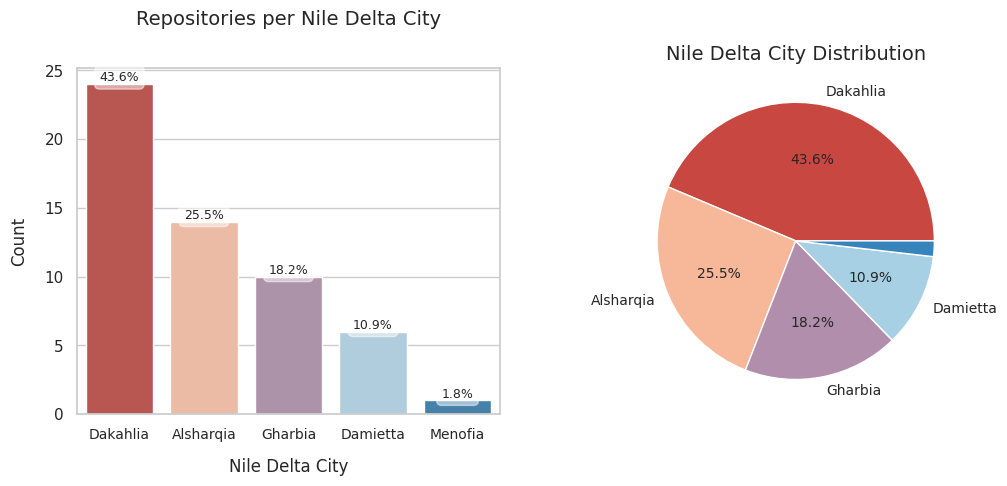 Repositories per Nile Delta City
25
20
15
10
5
0
Count
43.6%
25.5%
18.2%
10.9%
1.8%
Dakahlia
Alsharqia
Gharbia
Damietta
Menofia
Nile Delta City
Nile Delta City Distribution
Dakahlia
43.6%
Alsharqia
25.5%
Gharbia
18.2%
Damietta
10.9%